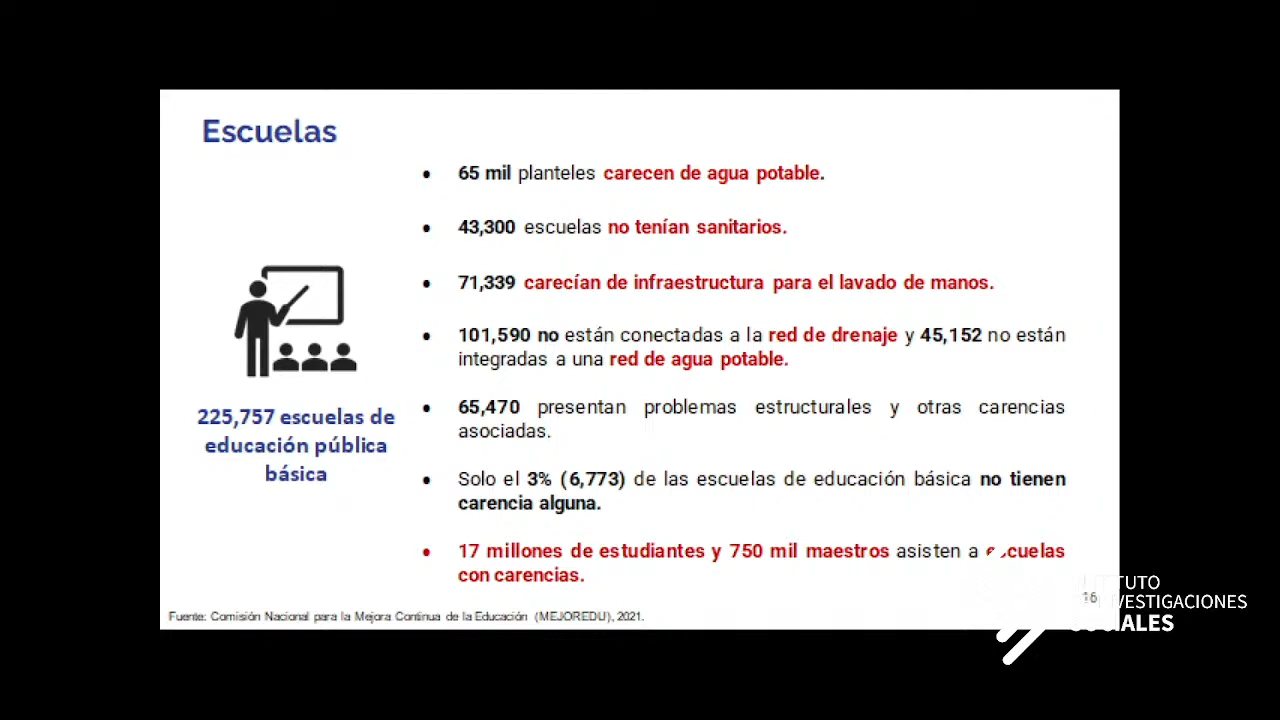 Escuelas
65 mil planteles carecen de agua potable.
43,300 escuelas no tenían sanitarios.
71,339 carecían de infraestructura para el lavado de manos.
101,590 no están conectadas a la red de drenaje y 45,152 no están
integradas a una red de agua potable.
65,470 presentan problemas estructurales y otras carencias
asociadas.
Solo el 3% (6,773) de las escuelas de educación básica no tienen
carencia alguna.
17 millones de estudiantes y 750 mil maestros asisten a escuelas
con carencias.
225,757 escuelas de
educación pública
básica
Fuente: Comisión Nacional para la Mejora Continua de la Educación (MEJOREDU), 2021.
16
INSTITUTO
INVESTIGACIONES
SOCIALES